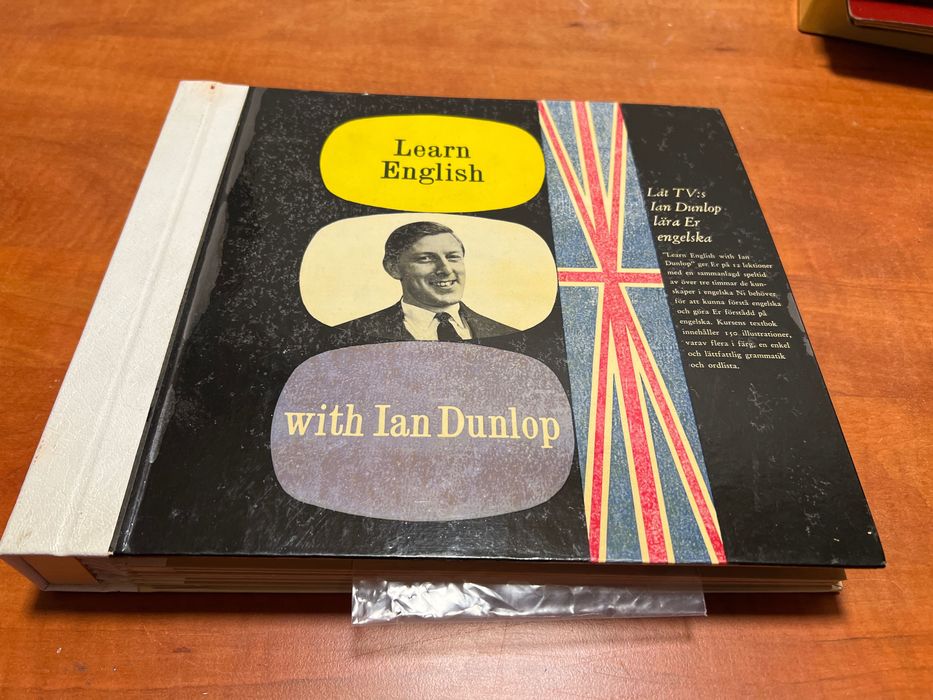 Learn
English
with Ian Dunlop
Låt TV:s
Ian Dunlop
lära Er
engelska
"Learn English with Ian
Dunlop" ger Er på 12 lektioner
med en sammanlagd speltid
av över tre timmar de kun-
skaper i engelska Ni behöver
för att kunna förstå engelska
och göra Er förstådd på
engelska. Kursens textbok
innehåller 150 illustrationer,
varav flera i färg, en enkel
och lättfattlig grammatik
och ordlista.